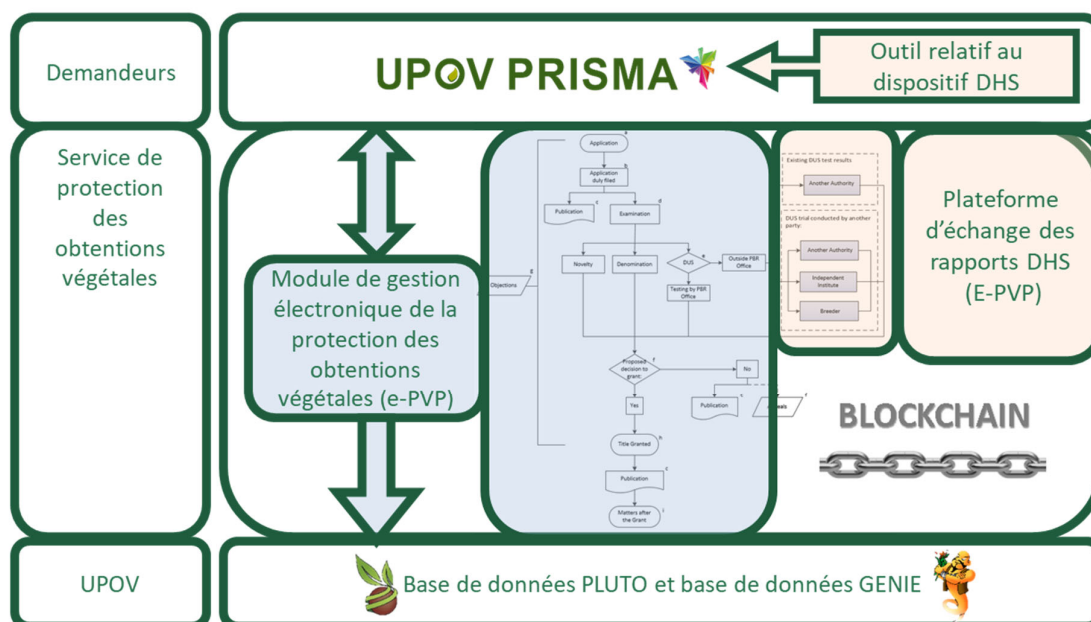 Demandeurs
UPOV PRISMA
Outil relatif au
dispositif DHS
Service de
protection
des
obtentions
végétales
Module de gestion
électronique de la
protection des
obtentions
végétales (e-PVP)
a
Application
b
Application
duly filed
c
Publication
d
Examination
Novelty
Denomination
e
DUS
Outside PBR
Office
Testing by PBR
Office
g
Objections
f
Proposed
decision to
grant:
No
Yes
c
Publication
r
h
Title Granted
c
Publication
i
Matters after
the Grant
Existing DUS test results
Another Authority
DUS trial conducted by another
party:
Another Authority
Independent
Institute
Breeder
Plateforme
d’échange des
rapports DHS
(E-PVP)
BLOCKCHAIN
UPOV
Base de données PLUTO et base de données GENIE